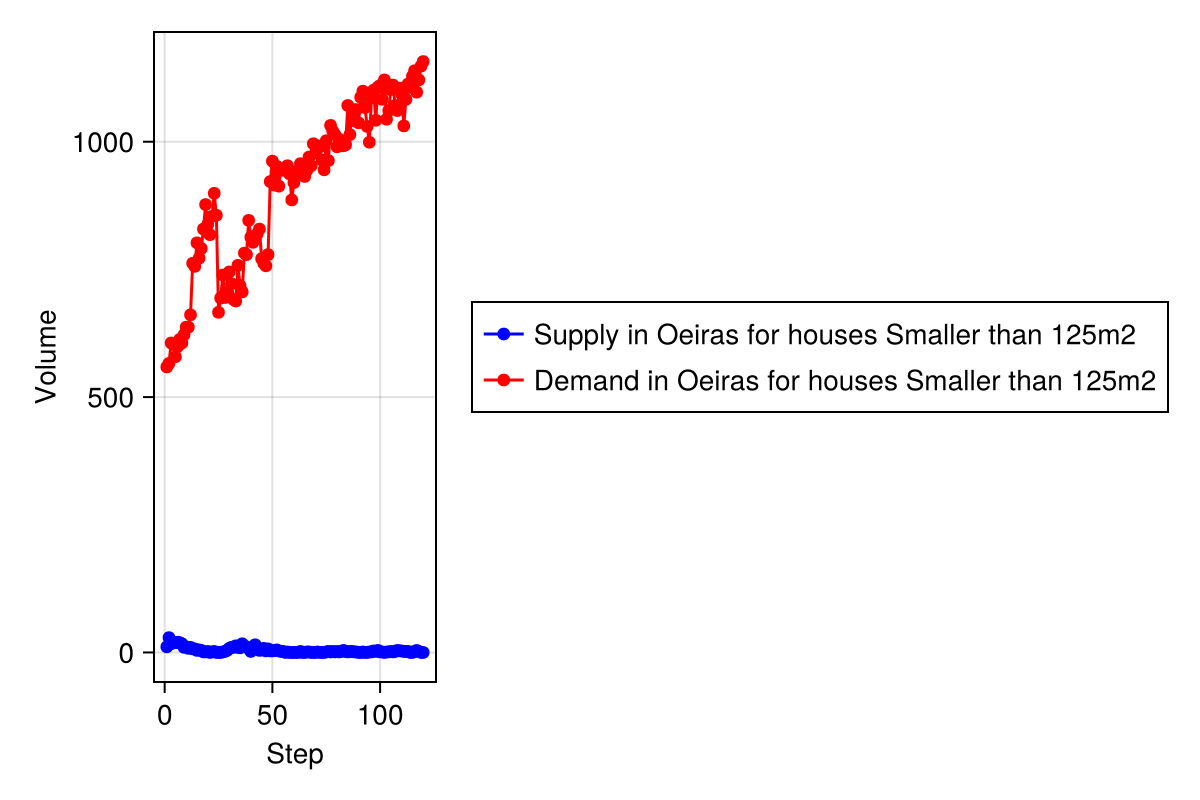 1000
500
0
Volume
0 50 100
Step
Supply in Oeiras for houses Smaller than 125m2
Demand in Oeiras for houses Smaller than 125m2